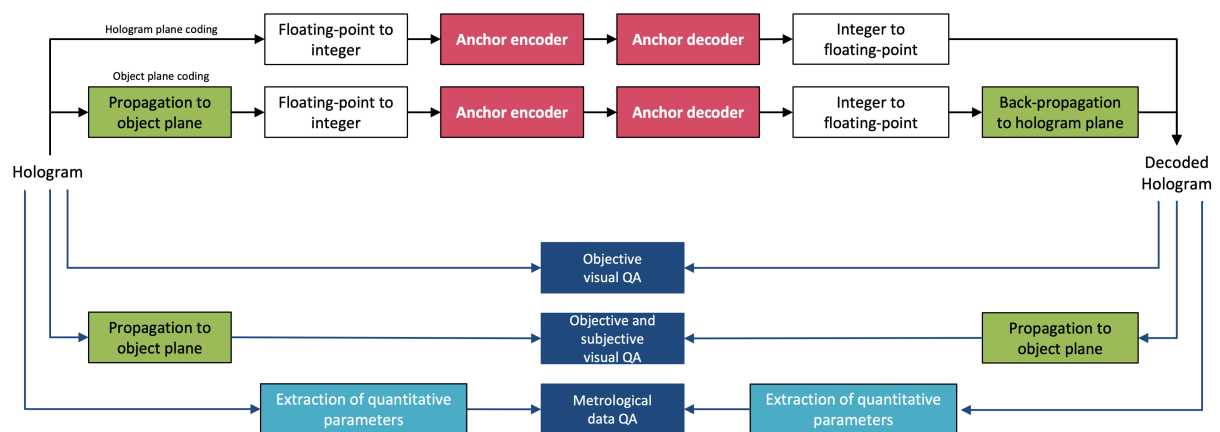 Hologram plane coding
Floating-point to
integer
Anchor encoder
Anchor decoder
Integer to
floating-point
Object plane coding
Propagation to
object plane
Floating-point to
integer
Anchor encoder
Anchor decoder
Integer to
floating-point
Back-propagation
to hologram plane
Hologram
Decoded
Hologram
Objective
visual QA
Propagation to
object plane
Objective and
subjective
visual QA
Propagation to
object plane
Extraction of quantitative
parameters
Metrological
data QA
Extraction of quantitative
parameters